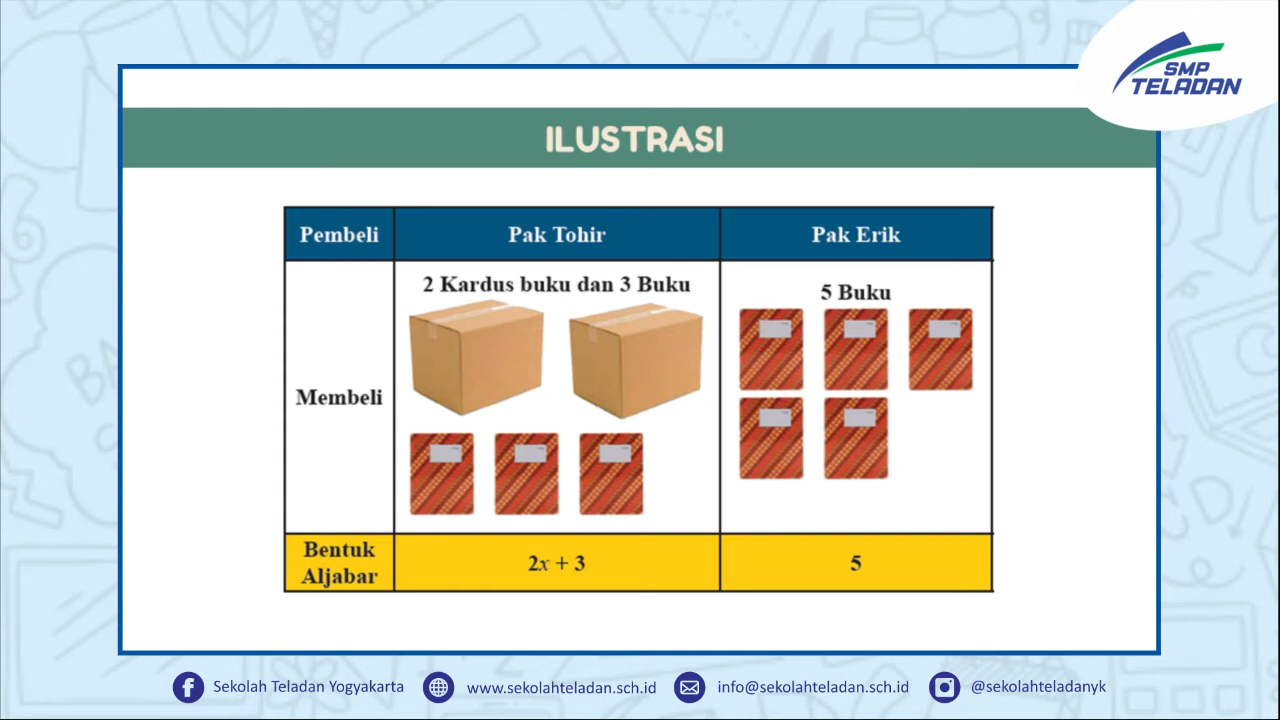 SMP
TELADAN
ILUSTRASI
Pembeli
Pak Tohir
Pak Erik
Membeli
2 Kardus buku dan 3 Buku
5 Buku
Bentuk
Aljabar
2x + 3
5
Sekolah Teladan Yogyakarta
www.sekolahteladan.sch.id
info@sekolahteladan.sch.id
@sekolahteladanyk